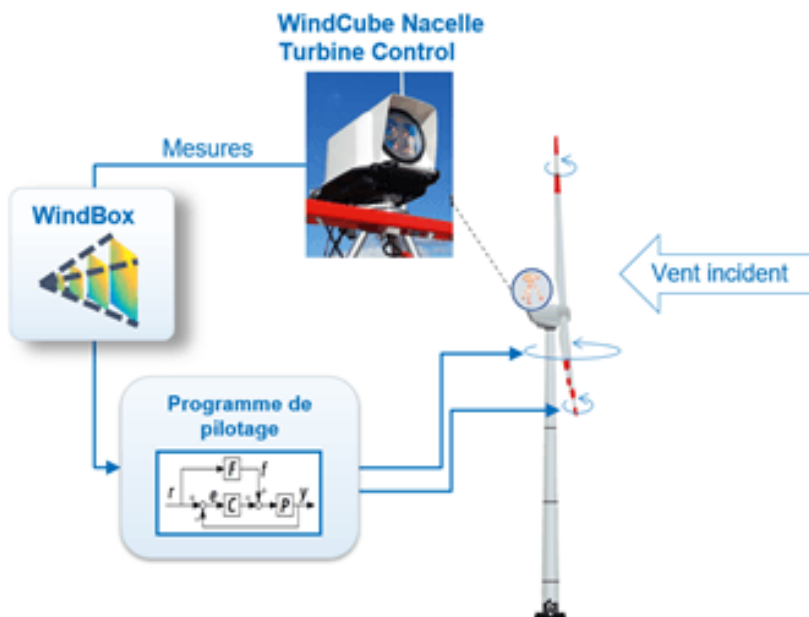 WindCube Nacelle
Turbine Control
Mesures
WindBox
Vent incident
Programme de
pilotage
F f
r e C P y